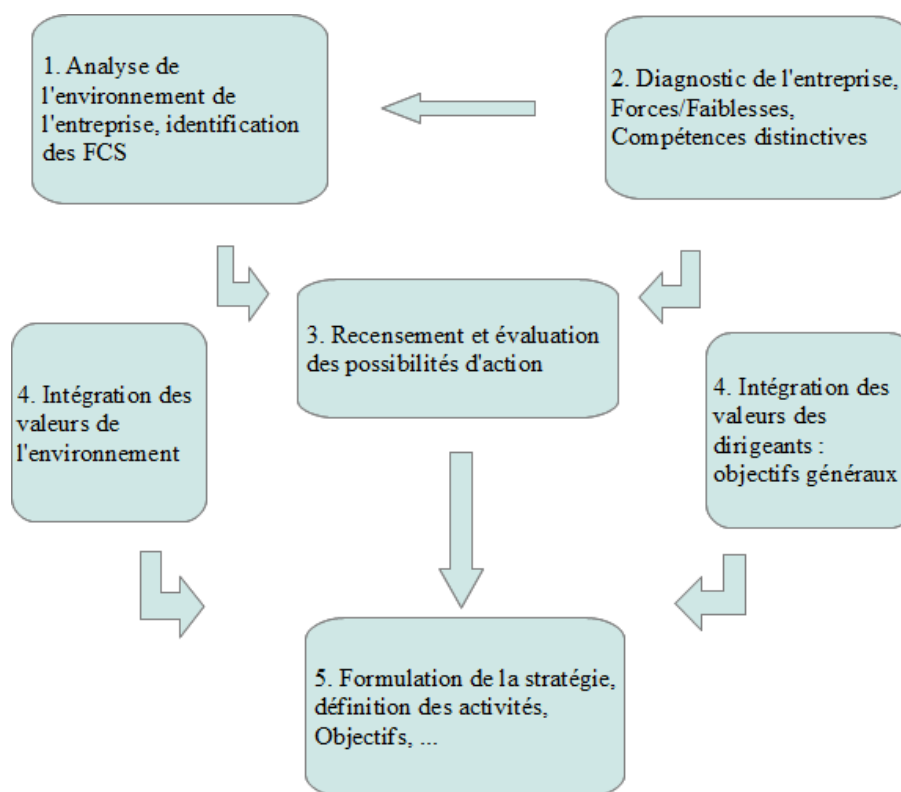 1. Analyse de
l'environnement de
l'entreprise, identification
des FCS
2. Diagnostic de l'entreprise,
Forces/Faiblesses,
Compétences distinctives
3. Recensement et évaluation
des possibilités d'action
4. Intégration des
valeurs de
l'environnement
4. Intégration des
valeurs des
dirigeants :
objectifs généraux
5. Formulation de la stratégie,
définition des activités,
Objectifs, ...